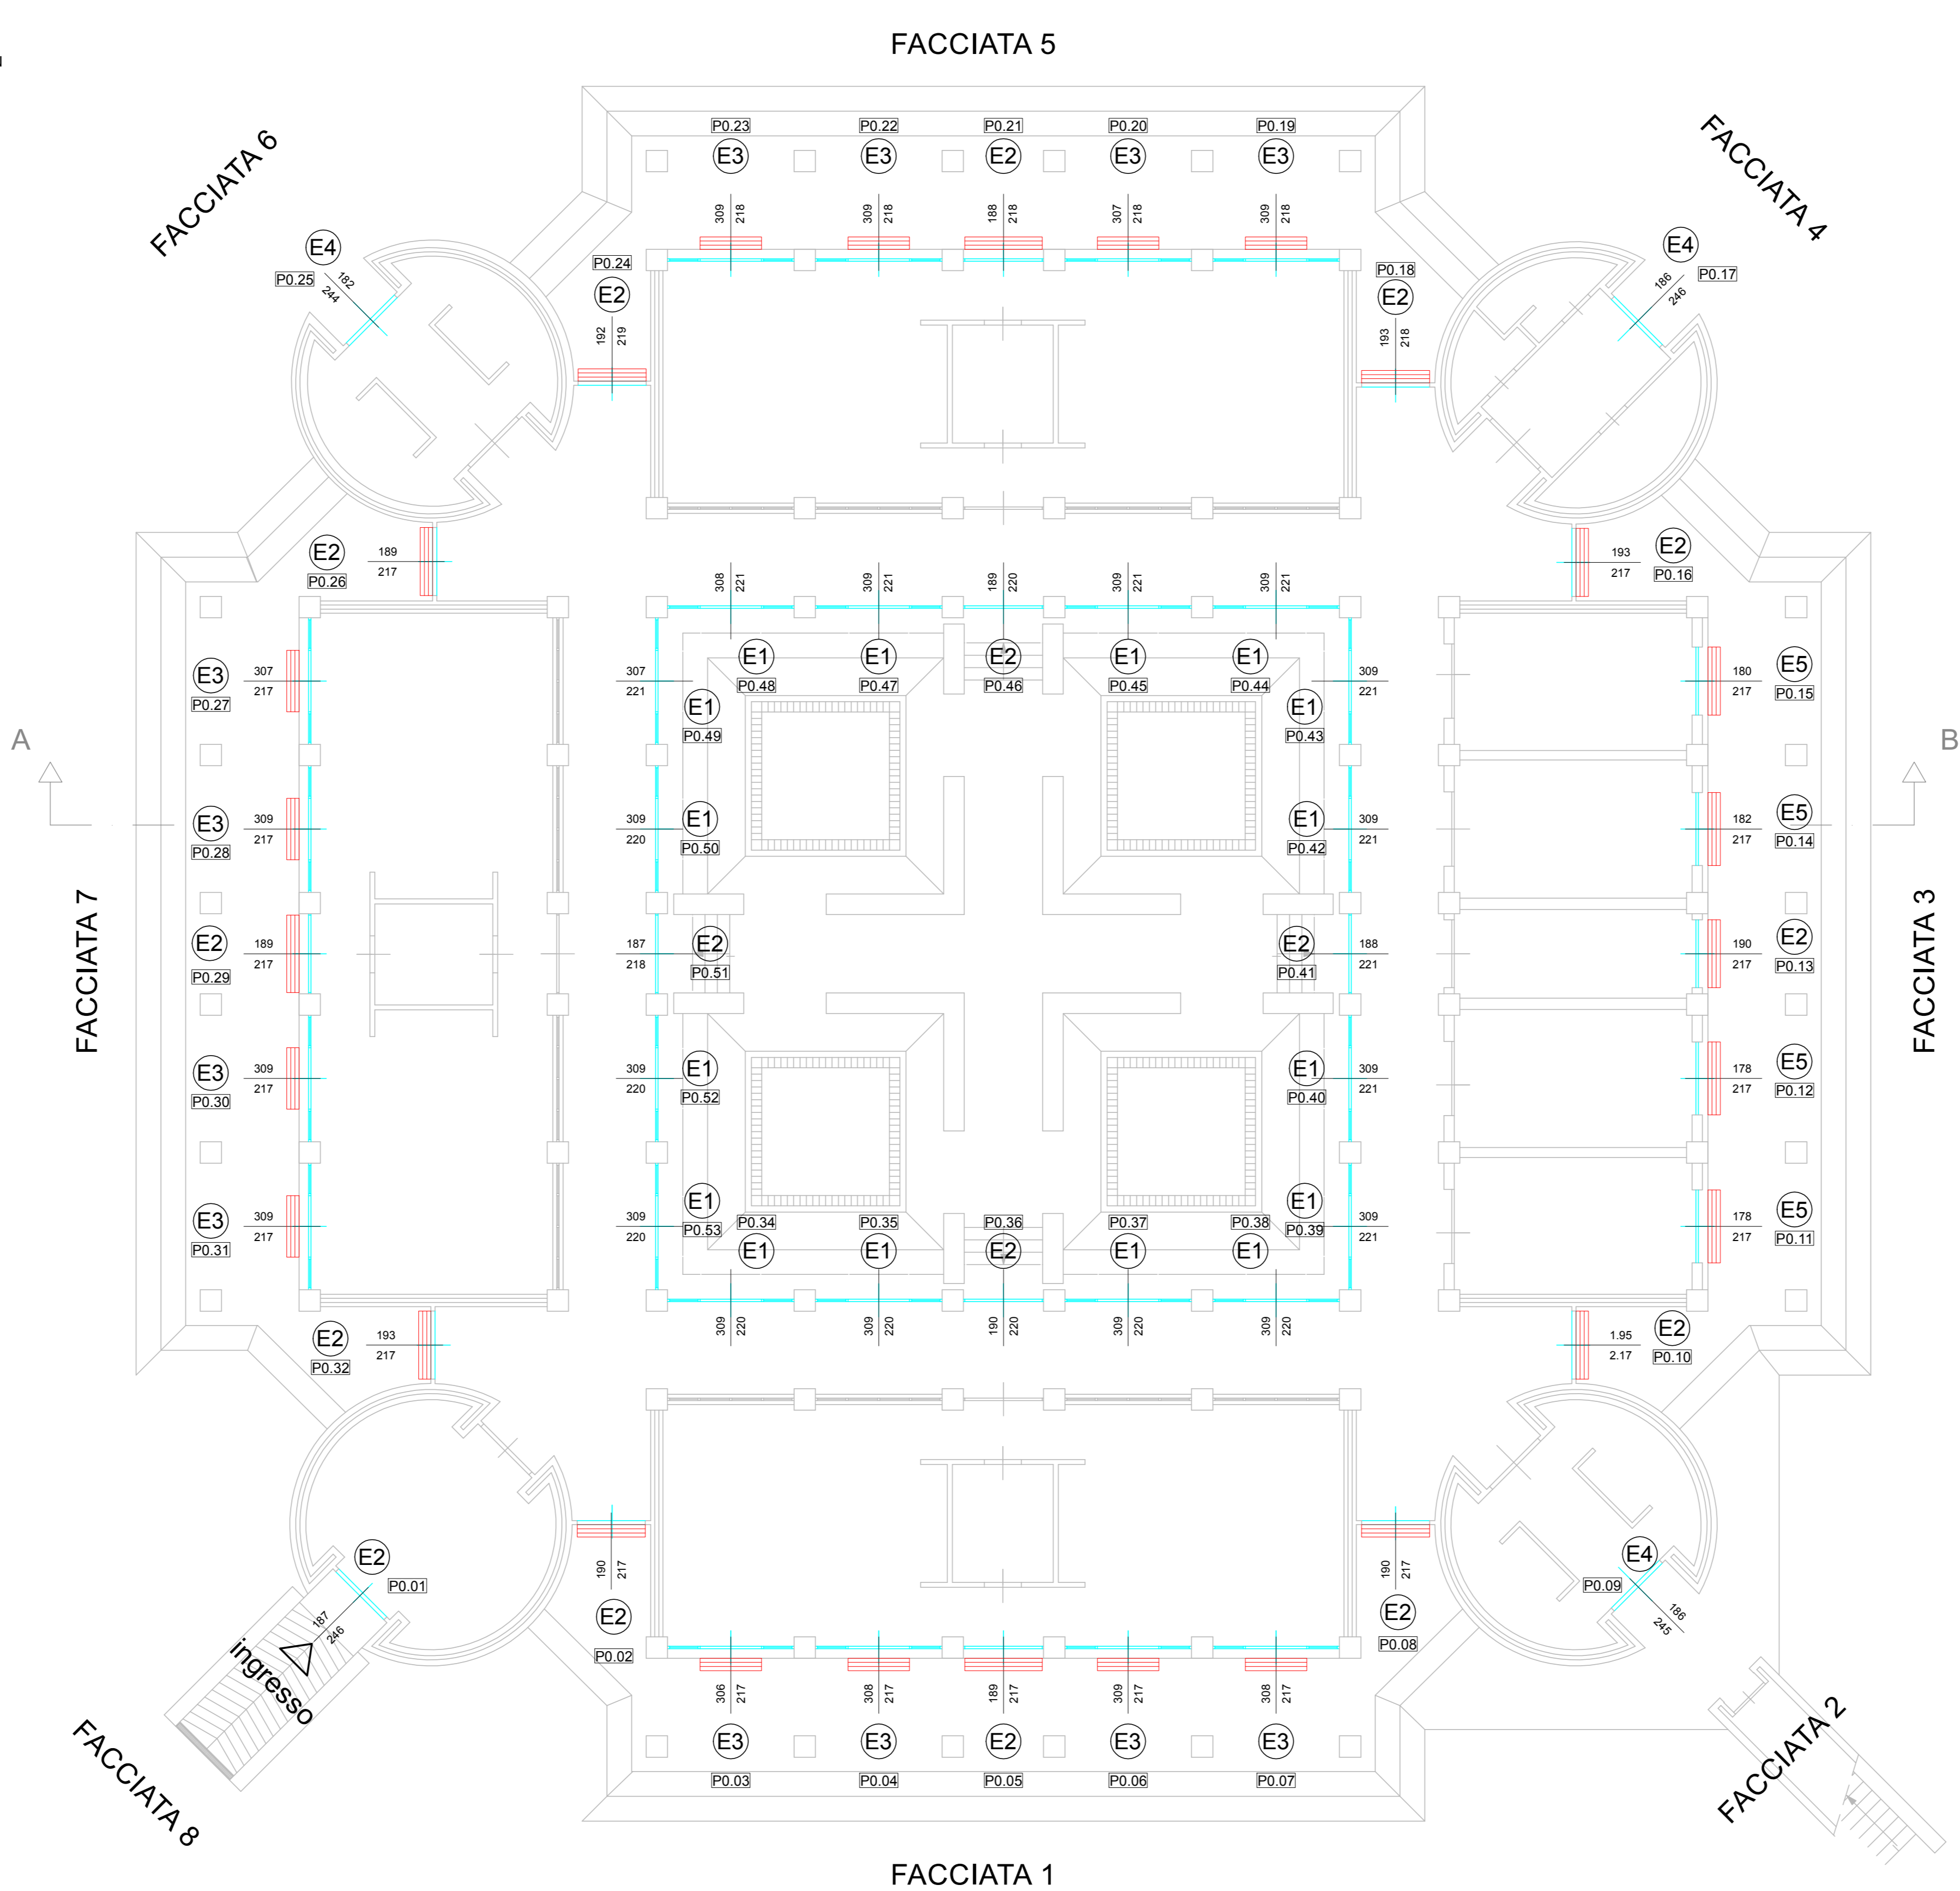 FACCIATA 5
P0.23
P0.22
P0.21
P0.20
P0.19
E3
E3
E2
E3
E3
309
218
309
218
188
218
307
218
309
218
FACCIATA 6
FACCIATA 4
E4
P0.25
182
244
P0.24
E2
192
219
P0.18
E2
193
218
E4
P0.17
186
246
E2
P0.26
189
217
193
217
E2
P0.16
308
221
309
221
189
220
309
221
309
221
E1
E1
E2
E1
E1
P0.48
P0.47
P0.46
P0.45
P0.44
E3
P0.27
307
217
307
221
E1
P0.49
E1
P0.43
309
221
180
217
E5
P0.15
A
B
E3
P0.28
309
217
309
220
E1
P0.50
E1
P0.42
309
221
182
217
E5
P0.14
FACCIATA 7
FACCIATA 3
E2
P0.29
189
217
187
218
E2
P0.51
E2
P0.41
188
221
190
217
E2
P0.13
E3
P0.30
309
217
309
220
E1
P0.52
E1
P0.40
309
221
178
217
E5
P0.12
E3
P0.31
309
217
309
220
E1
P0.53
E1
P0.39
309
221
178
217
E5
P0.11
P0.34
P0.35
P0.36
P0.37
P0.38
E1
E1
E2
E1
E1
309
220
309
220
190
220
309
220
309
220
E2
P0.32
193
217
1.95
2.17
E2
P0.10
E2
P0.01
187
246
ingresso
190
217
E2
P0.02
190
217
E2
P0.08
E4
P0.09
186
245
306
217
308
217
189
217
309
217
308
217
E3
E3
E2
E3
E3
P0.03
P0.04
P0.05
P0.06
P0.07
FACCIATA 8
FACCIATA 2
FACCIATA 1